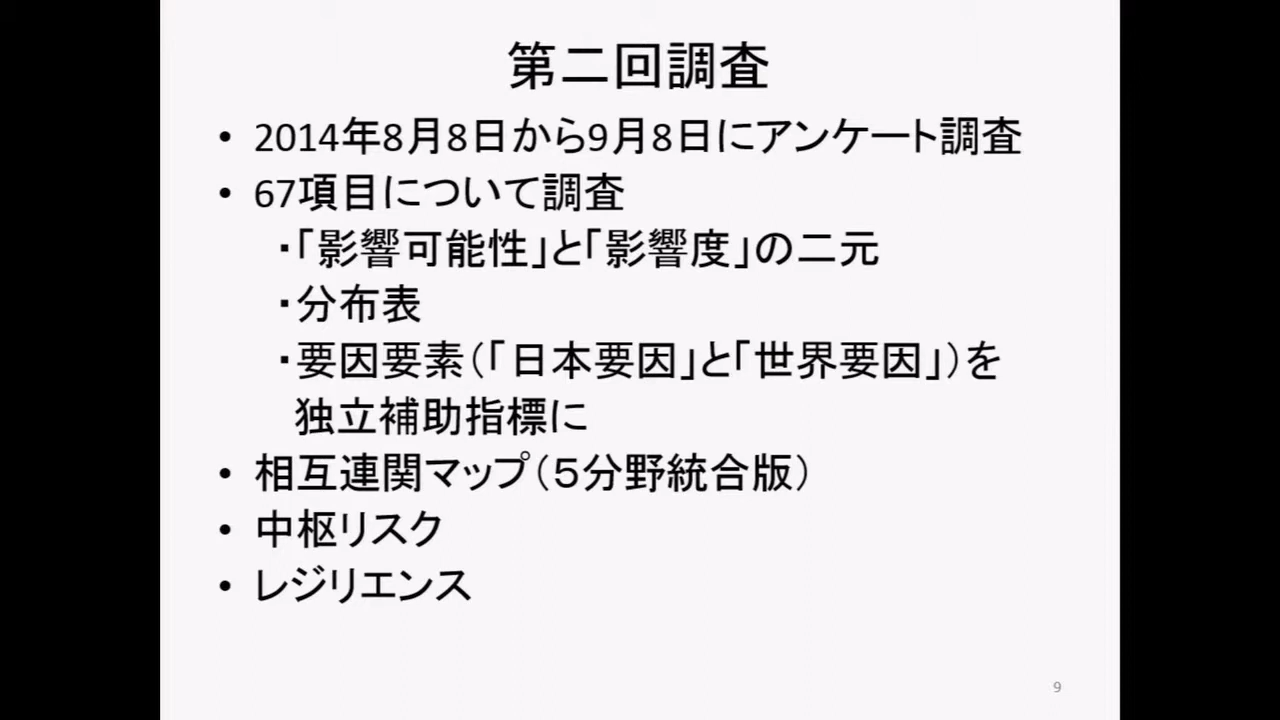 第二回調査
• 2014年8月8日から9月8日にアンケート調査
• 67項目について調査
・「影響可能性」と「影響度」の二元
・分布表
・要因要素（「日本要因」と「世界要因」）を
独立補助指標に
• 相互連関マップ（５分野統合版）
• 中枢リスク
• レジリエンス
9